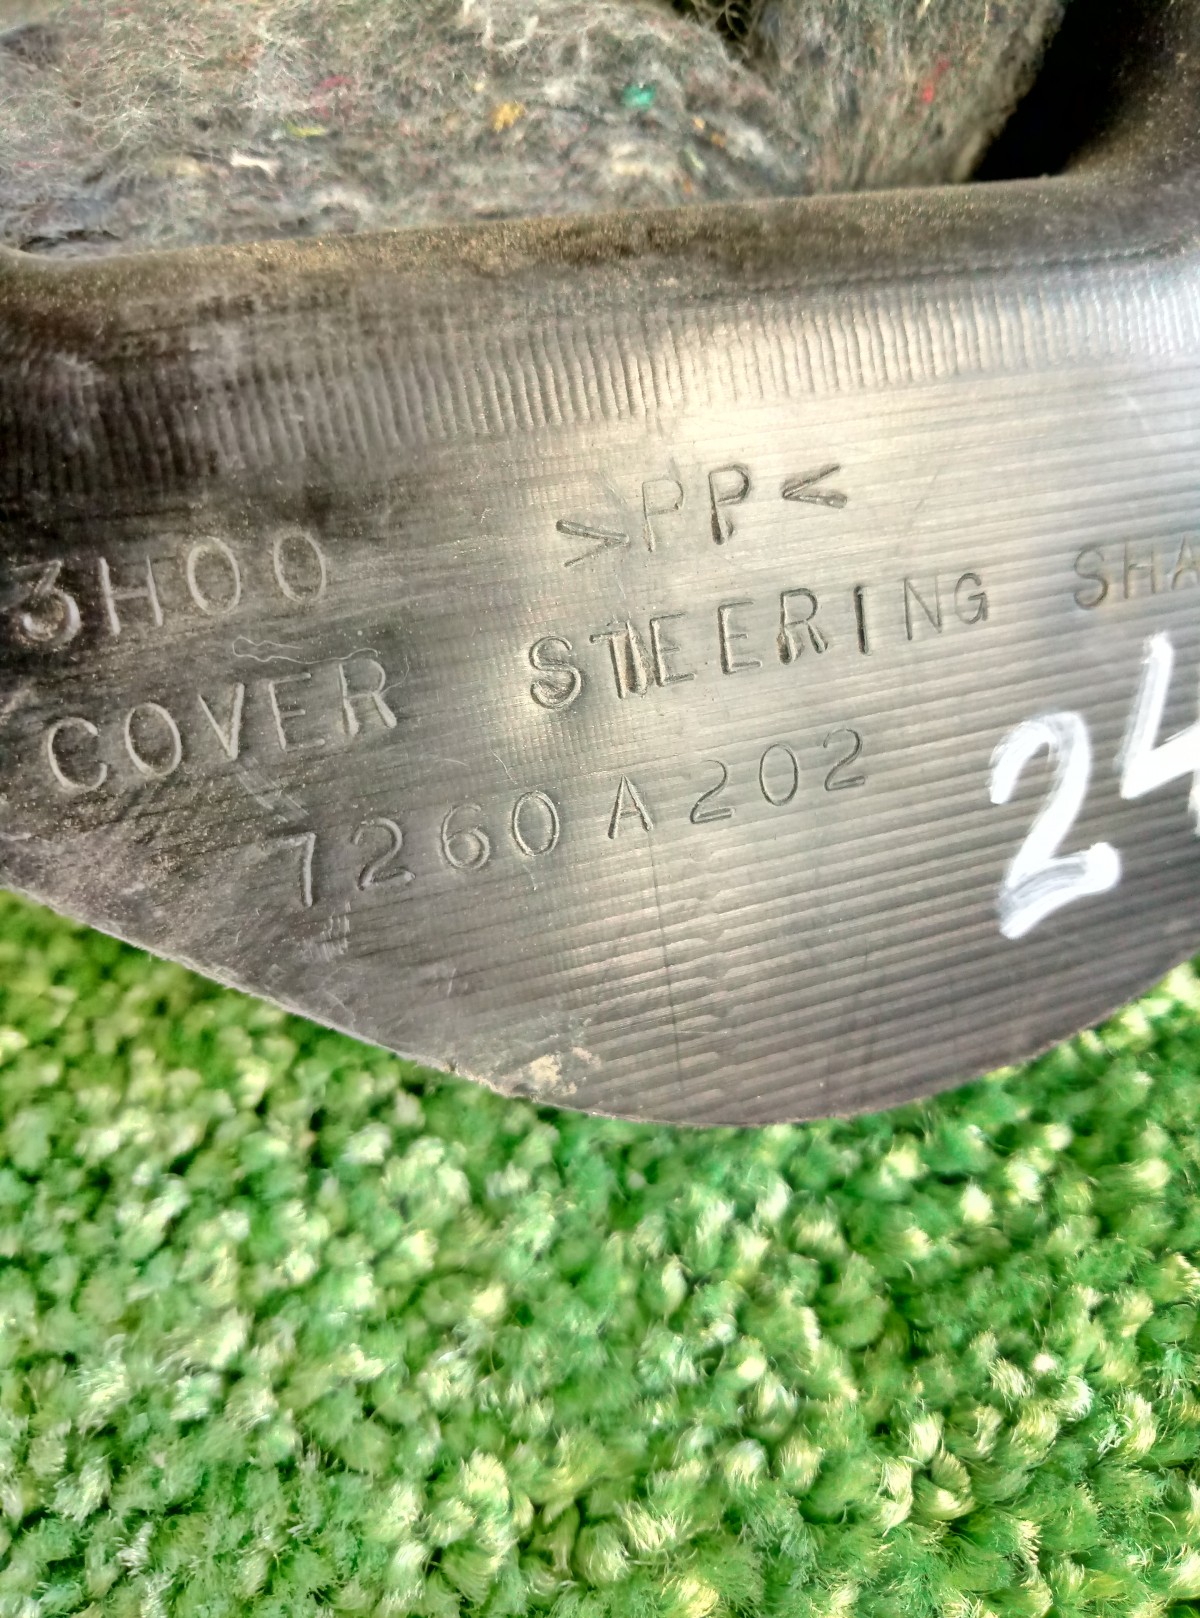 >PP<
3H00
COVER STEERING SHA
7260A202
24